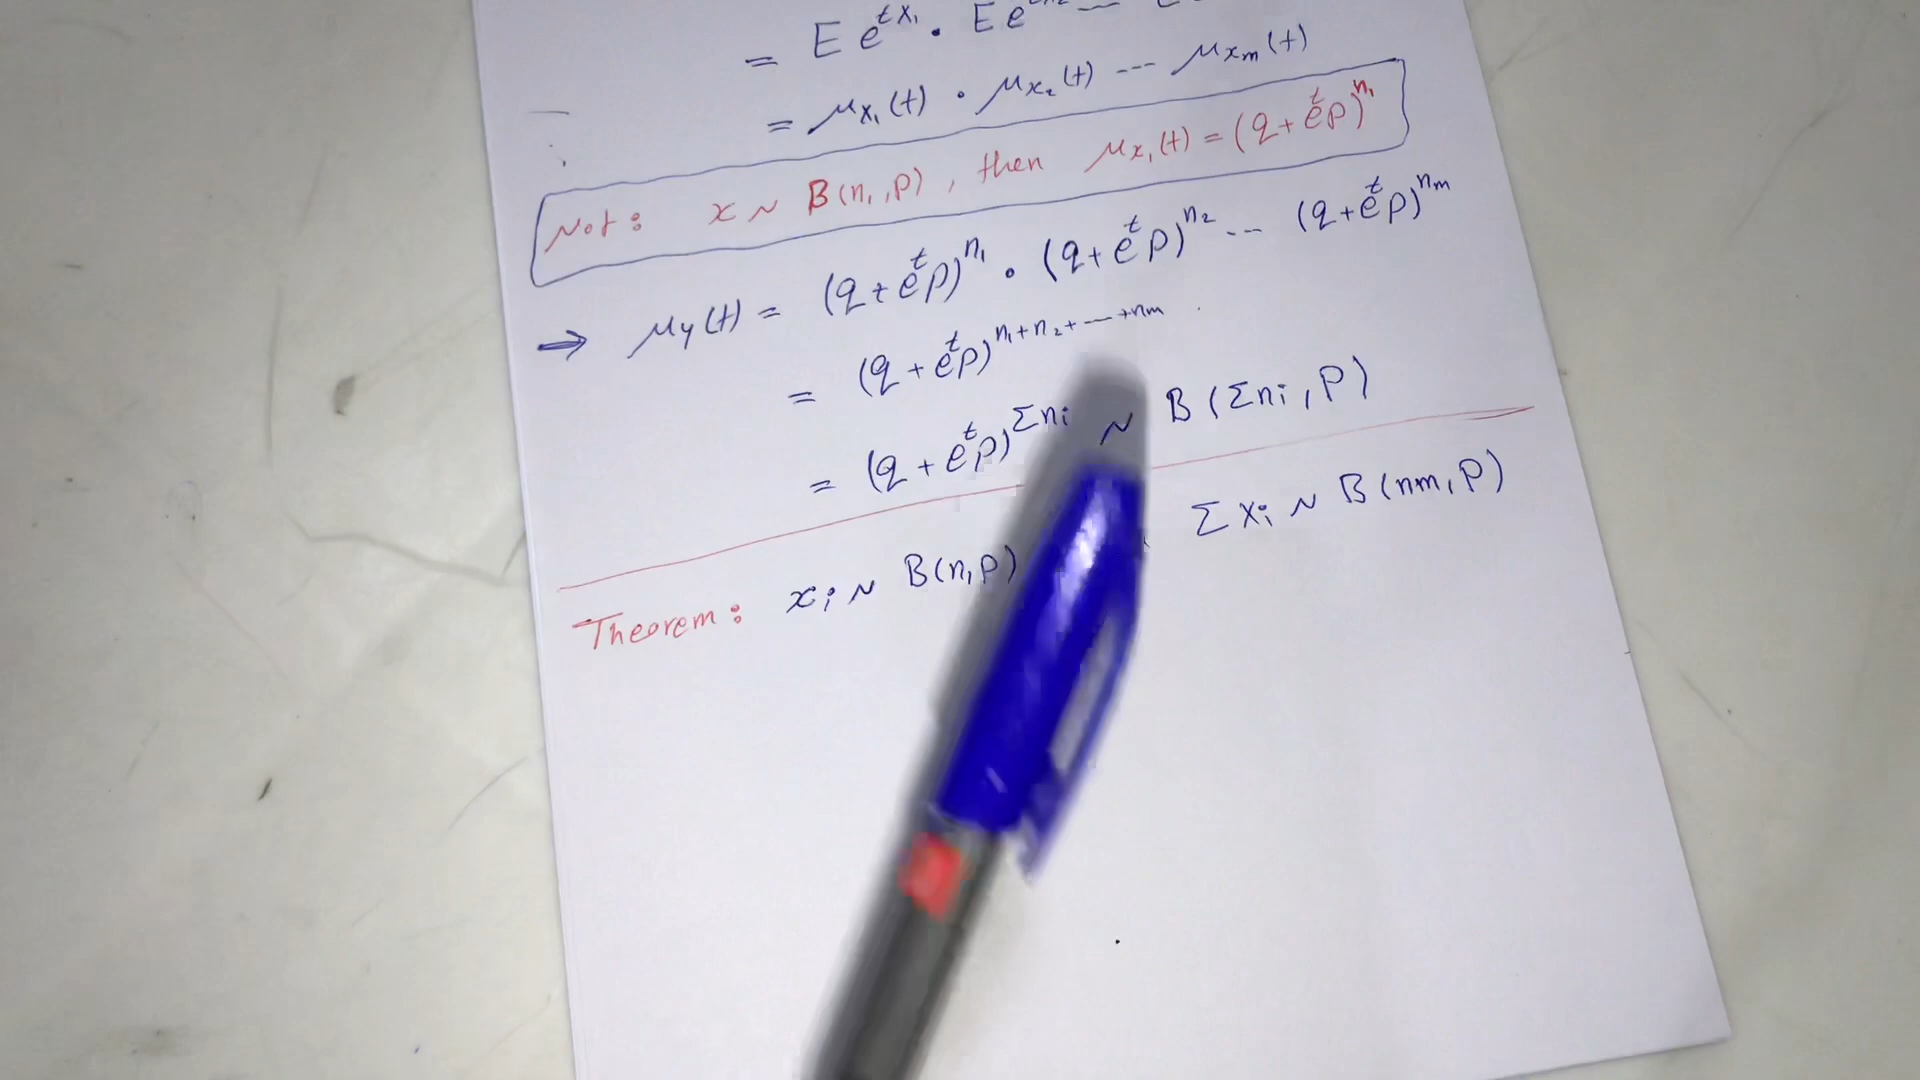 = E e^{tX₁} · E e
= μ_{X₁}(t) · μ_{X₂}(t) --- μ_{Xm}(t)
Not: x ~ B(n₁,p), then μ_{x₁}(t) = (q + e^t p)^{n₁}
⇒ μ_Y(t) = (q + e^t p)^{n₁} · (q + e^t p)^{n₂} --- (q + e^t p)^{nm}
= (q + e^t p)^{n₁+n₂+---+nm}
= (q + e^t p)^{Σni} ~ B(Σni, p)
Theorem: xi ~ B(n,p) Σxi ~ B(nm, p)